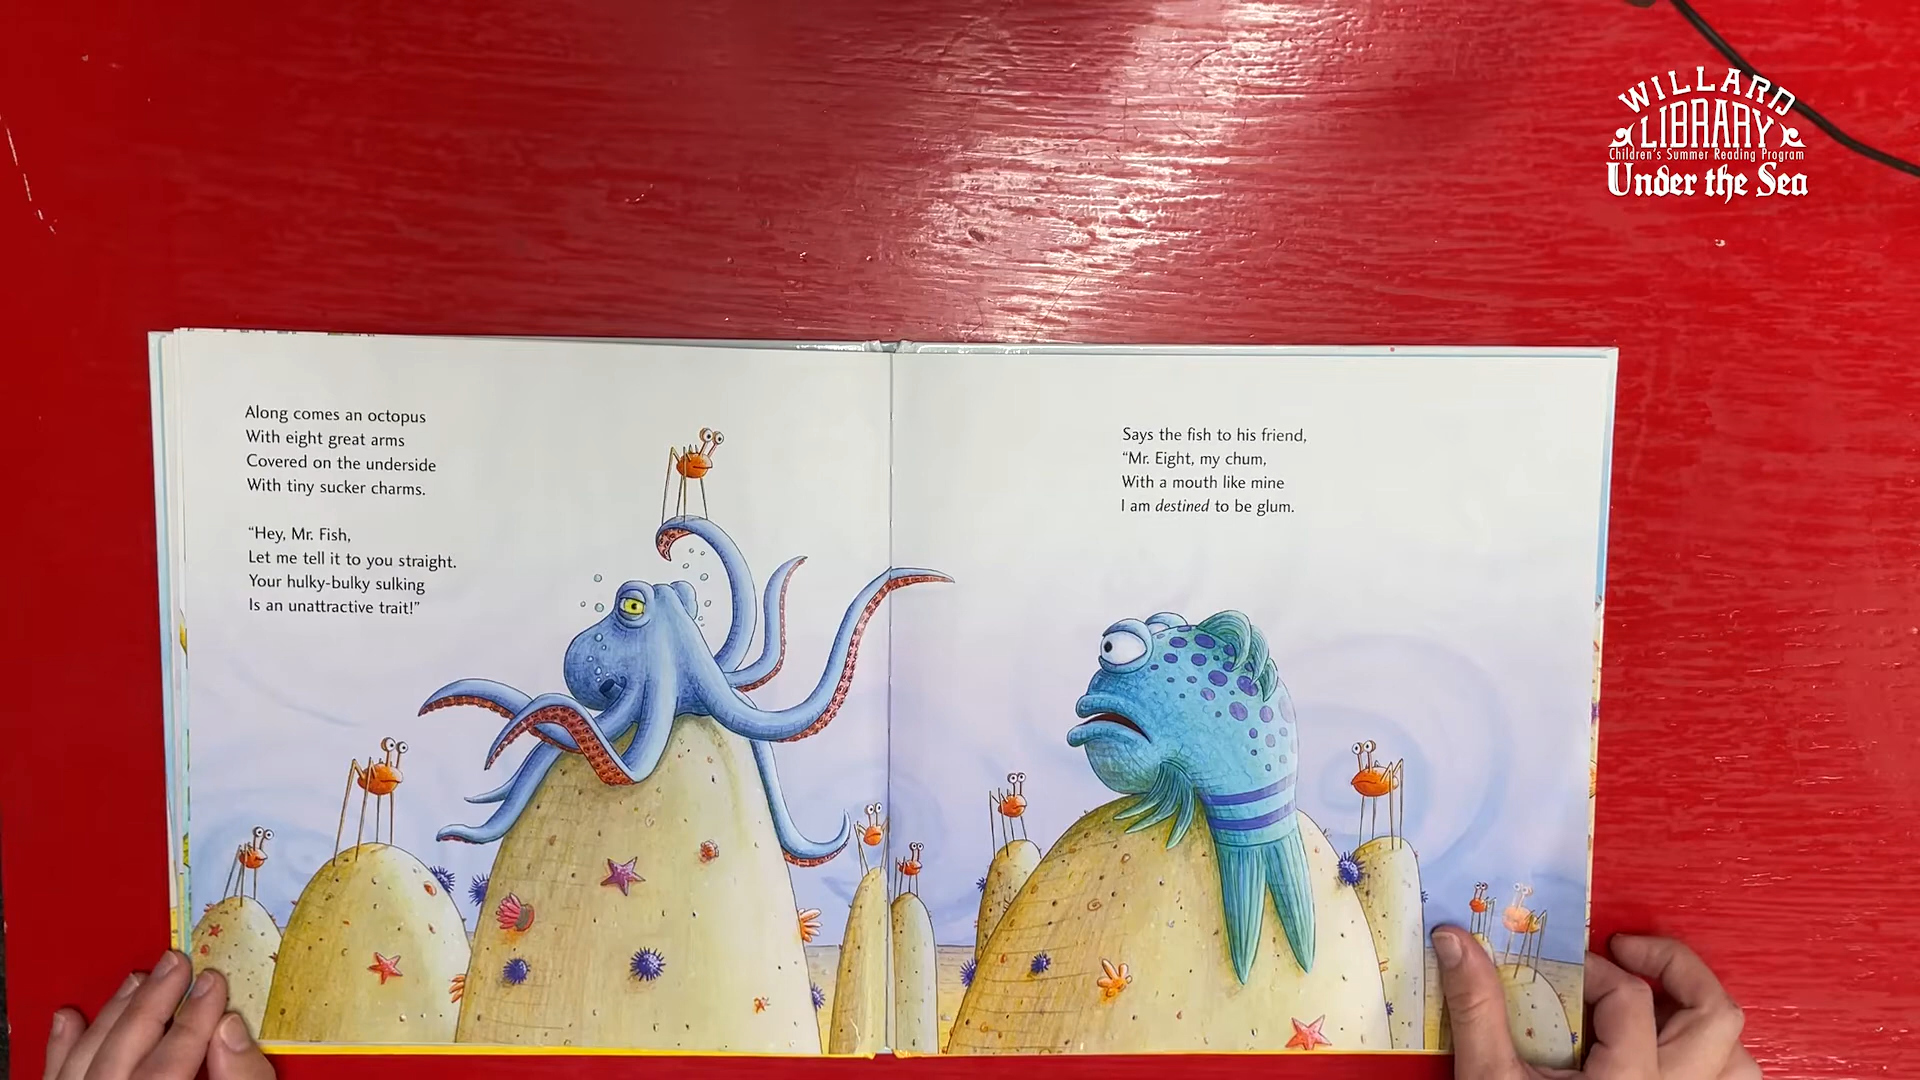 WILLARD
LIBRARY
Children's Summer Reading Program
Under the Sea
Along comes an octopus
With eight great arms
Covered on the underside
With tiny sucker charms.
“Hey, Mr. Fish,
Let me tell it to you straight.
Your hulky-bulky sulking
Is an unattractive trait!”
Says the fish to his friend,
“Mr. Eight, my chum,
With a mouth like mine
I am destined to be glum.